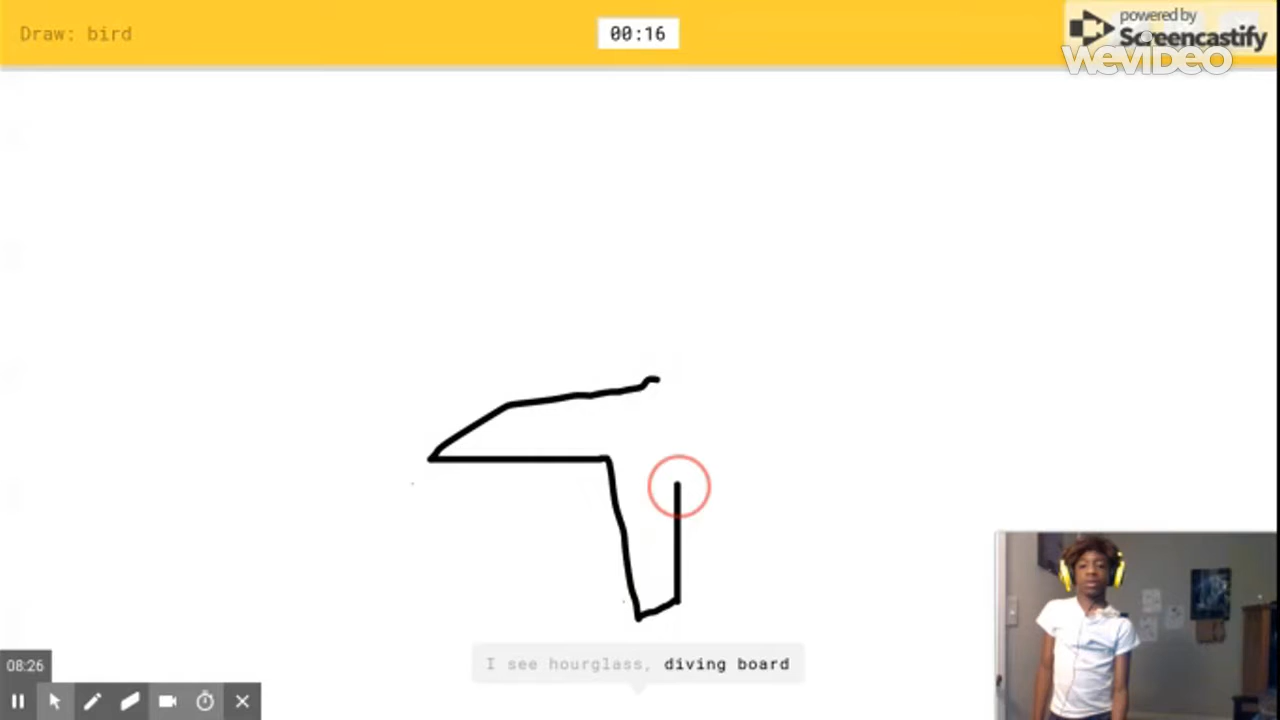 Draw: bird
00:16
powered by
Screencastify
wevideo
I see hourglass, diving board
08:26